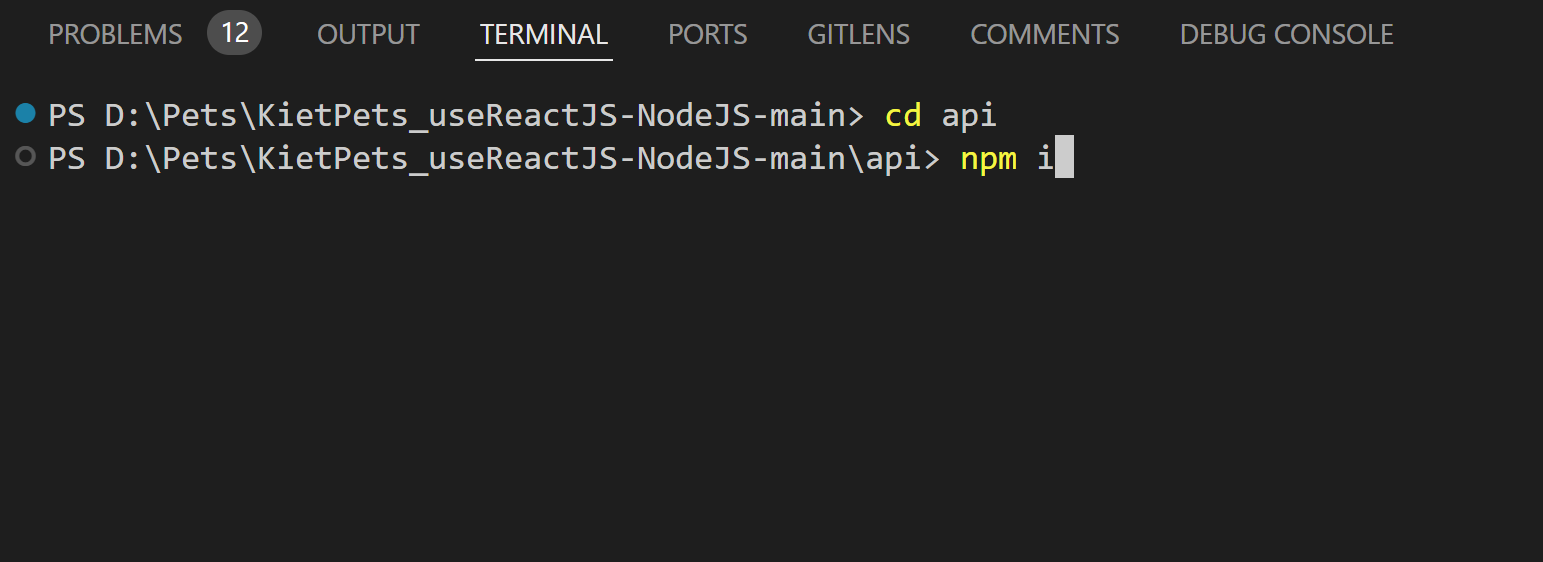 PROBLEMS 12 OUTPUT TERMINAL PORTS GITLENS COMMENTS DEBUG CONSOLE
PS D:\Pets\KietPets_useReactJS-NodeJS-main> cd api
PS D:\Pets\KietPets_useReactJS-NodeJS-main\api> npm i